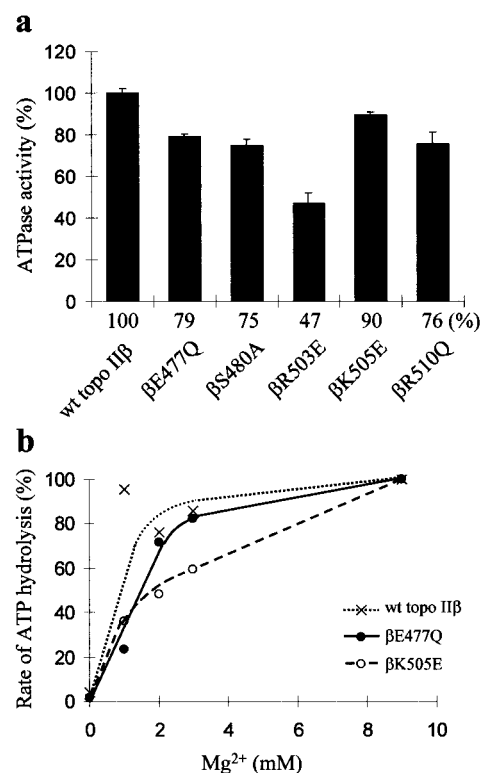 a
ATPase activity (%)
120
100
80
60
40
20
0
100 79 75 47 90 76 (%)
wt topo IIβ
βE477Q
βS480A
βR503E
βK505E
βR510Q
b
Rate of ATP hydrolysis (%)
100
80
60
40
20
0
wt topo IIβ
βE477Q
βK505E
0 2 4 6 8 10
Mg²⁺ (mM)